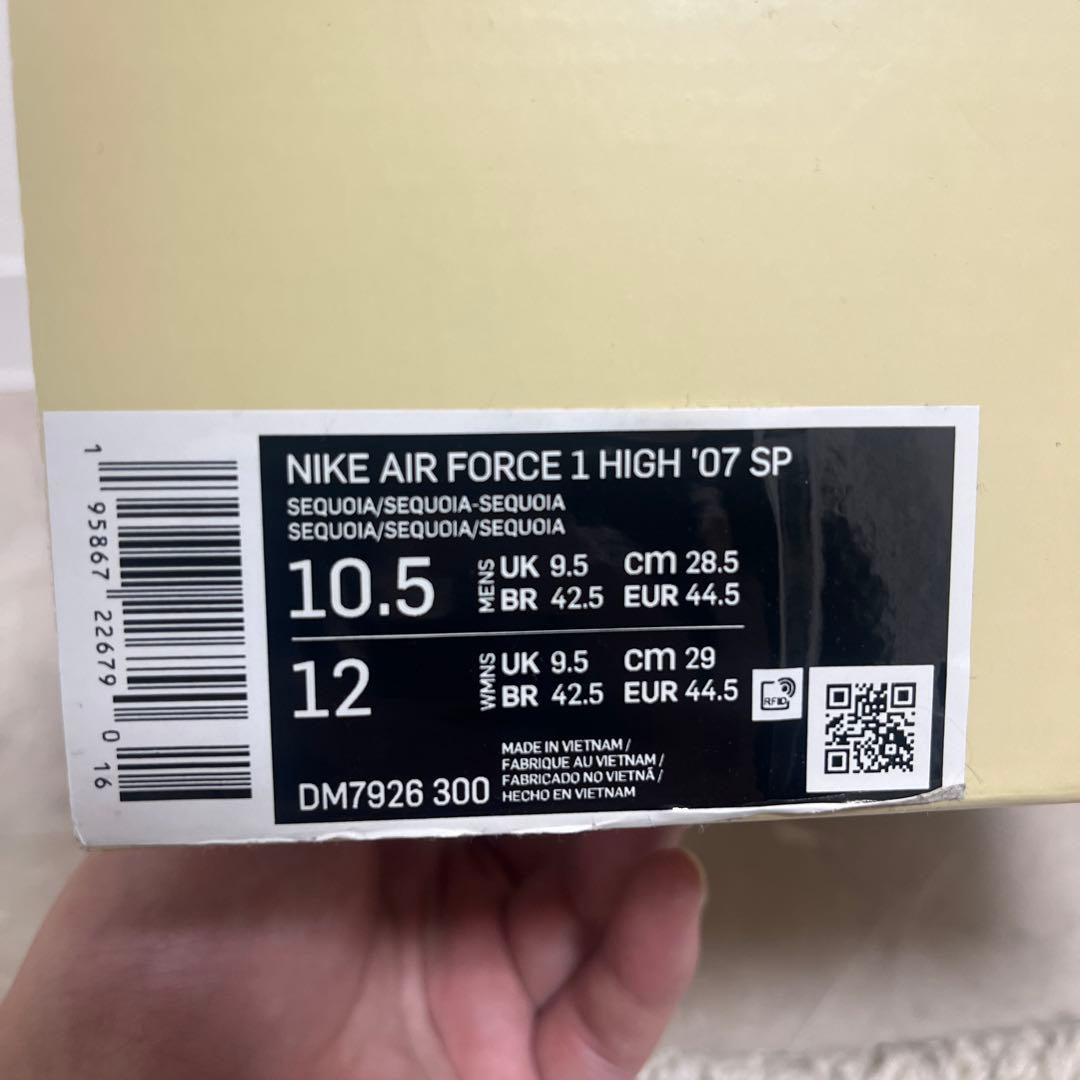 NIKE AIR FORCE 1 HIGH '07 SP
SEQUOIA/SEQUOIA-SEQUOIA
SEQUOIA/SEQUOIA/SEQUOIA
10.5 MENS UK 9.5 cm 28.5
BR 42.5 EUR 44.5
12 WMNS UK 9.5 cm 29
BR 42.5 EUR 44.5
RFID
MADE IN VIETNAM /
FABRIQUE AU VIETNAM /
FABRICADO NO VIETNÃ /
HECHO EN VIETNAM
DM7926 300
1 95867 22679 0 16